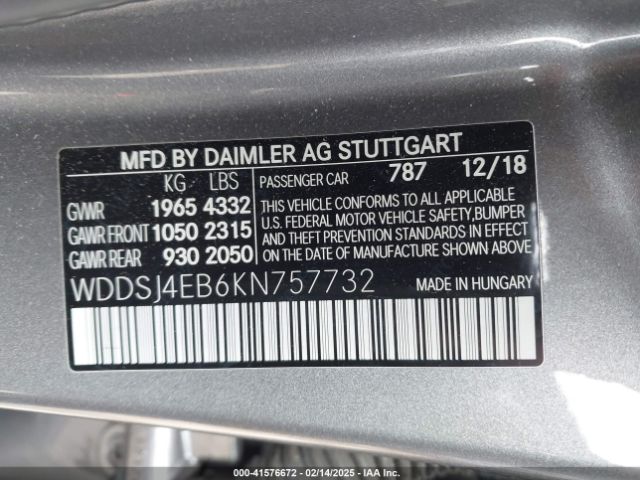 MFD BY DAIMLER AG STUTTGART
KG LBS
GVWR 1965 4332
GAWR FRONT 1050 2315
GAWR REAR 930 2050
PASSENGER CAR 787 12/18
THIS VEHICLE CONFORMS TO ALL APPLICABLE
U.S. FEDERAL MOTOR VEHICLE SAFETY, BUMPER
AND THEFT PREVENTION STANDARDS IN EFFECT
ON THE DATE OF MANUFACTURE SHOWN ABOVE.
WDDSJ4EB6KN757732 MADE IN HUNGARY
000-41576672 - 02/14/2025 - IAA Inc.